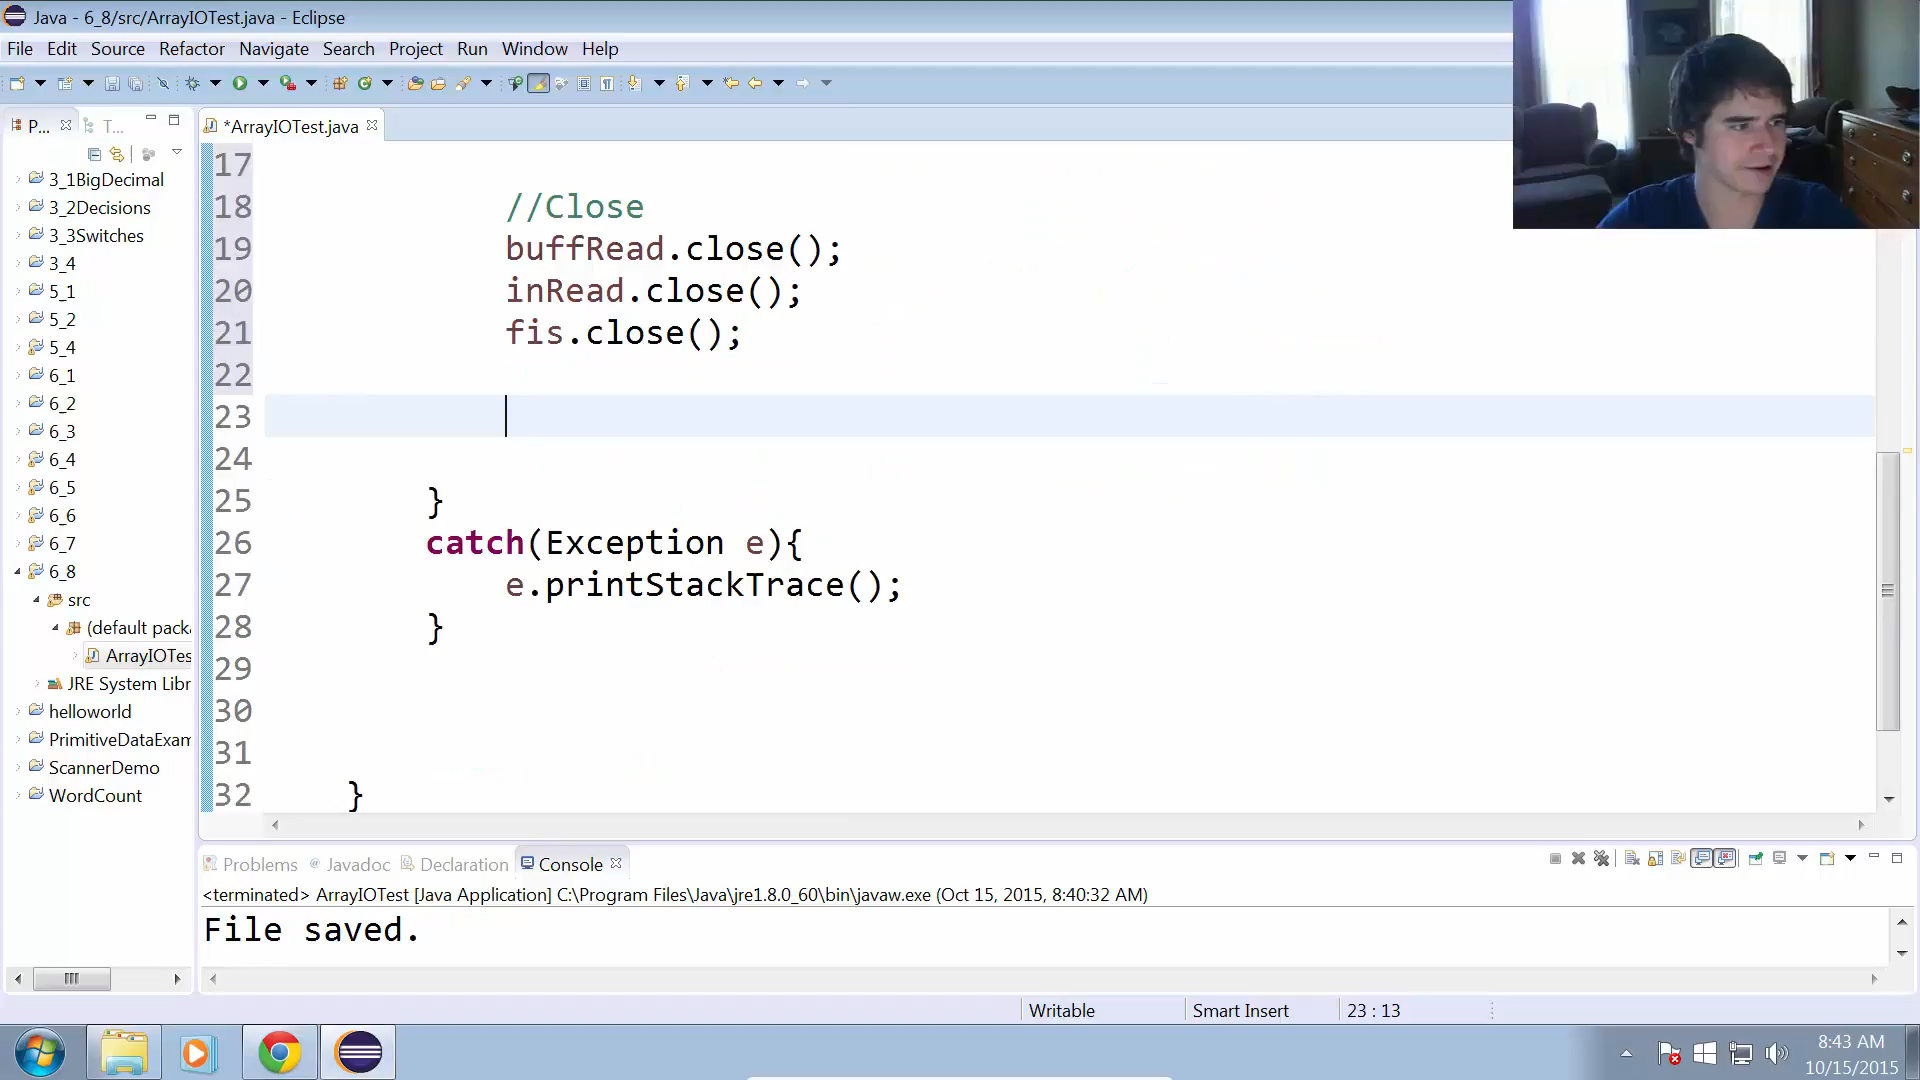 Java - 6_8/src/ArrayIOTest.java - Eclipse
File Edit Source Refactor Navigate Search Project Run Window Help
P... T...
*ArrayIOTest.java
3_1BigDecimal
3_2Decisions
3_3Switches
3_4
5_1
5_2
5_4
6_1
6_2
6_3
6_4
6_5
6_6
6_7
6_8
src
(default packa
ArrayIOTes
JRE System Libr
helloworld
PrimitiveDataExam
ScannerDemo
WordCount
17
18 //Close
19 buffRead.close();
20 inRead.close();
21 fis.close();
22
23
24
25 }
26 catch(Exception e){
27 e.printStackTrace();
28 }
29
30
31
32 }
Problems Javadoc Declaration Console
<terminated> ArrayIOTest [Java Application] C:\Program Files\Java\jre1.8.0_60\bin\javaw.exe (Oct 15, 2015, 8:40:32 AM)
File saved.
Writable Smart Insert 23 : 13
8:43 AM
10/15/2015